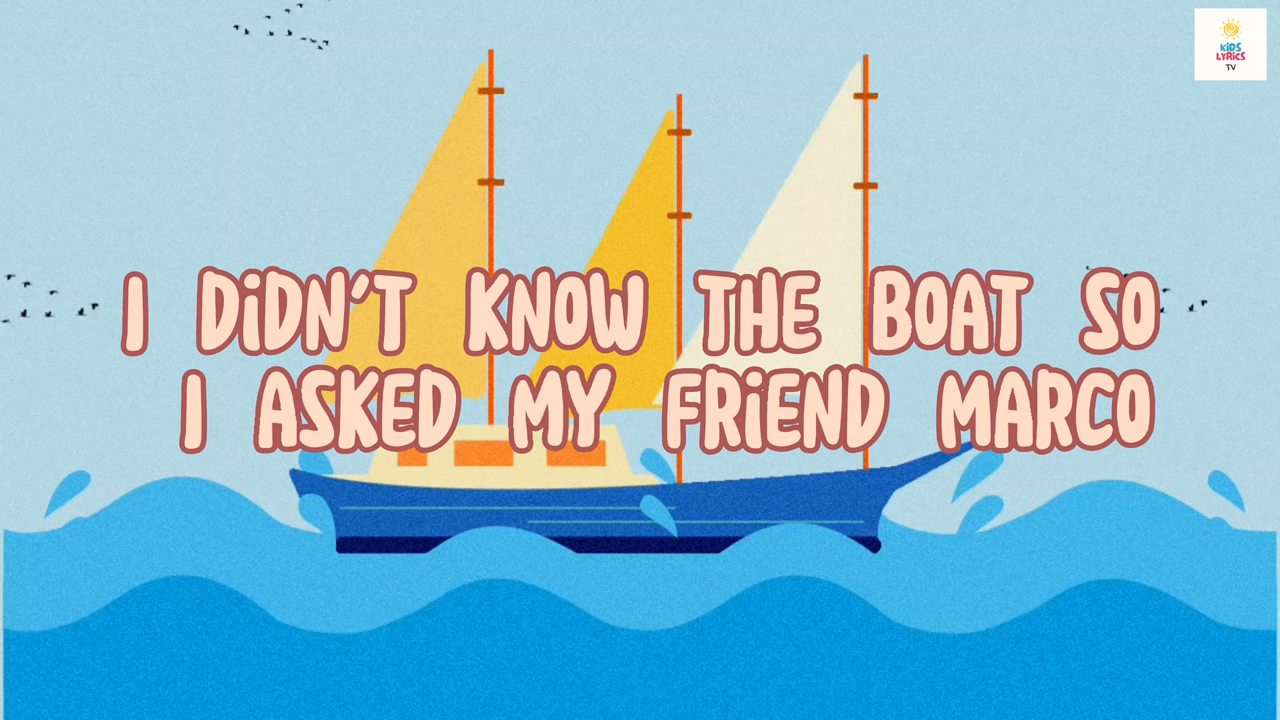 KiDS
LYRiCS
TV
I DiDN'T KNOW THE BOAT SO
I ASKED MY FRiEND MARCO